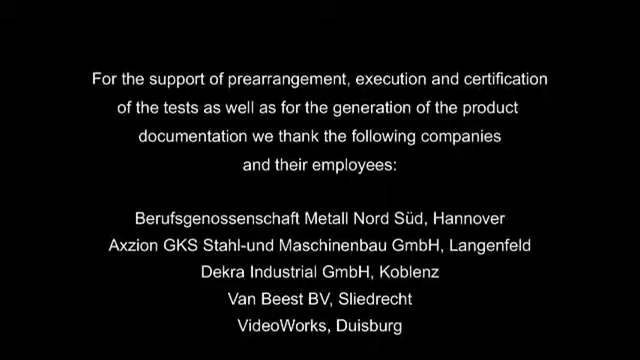 For the support of prearrangement, execution and certification
of the tests as well as for the generation of the product
documentation we thank the following companies
and their employees:
Berufsgenossenschaft Metall Nord Süd, Hannover
Axzion GKS Stahl-und Maschinenbau GmbH, Langenfeld
Dekra Industrial GmbH, Koblenz
Van Beest BV, Sliedrecht
VideoWorks, Duisburg